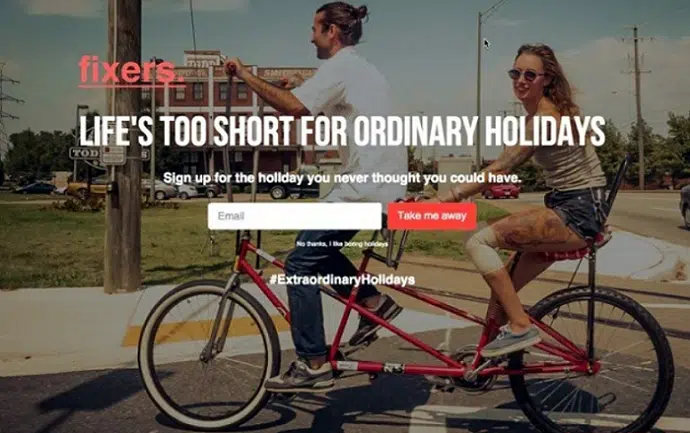 fixers.
LIFE'S TOO SHORT FOR ORDINARY HOLIDAYS
Sign up for the holiday you never thought you could have.
Email
Take me away
No thanks, I like boring holidays
#ExtraordinaryHolidays
TOD